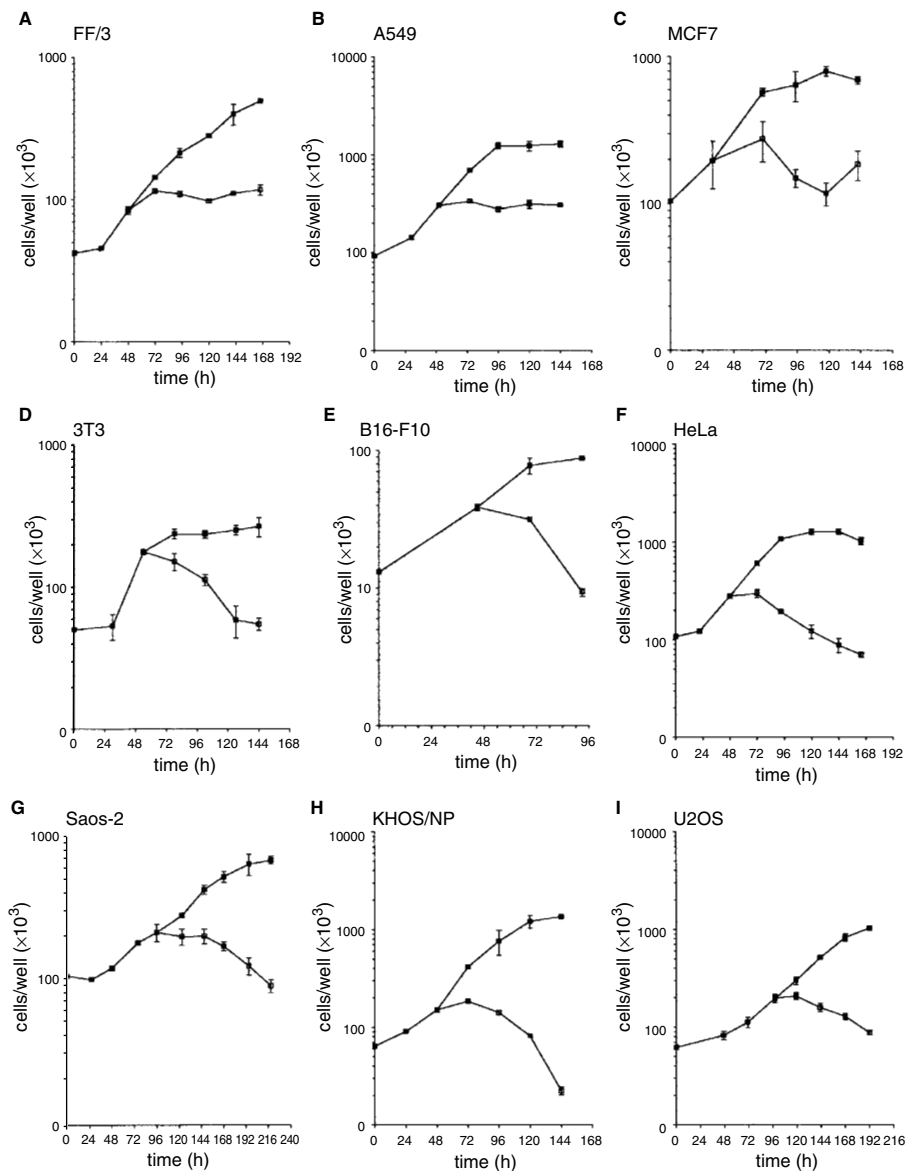 A
FF/3
1000
100
0
cells/well (×10³)
0 24 48 72 96 120 144 168 192
time (h)
B
A549
10000
1000
100
0
cells/well (×10³)
0 24 48 72 96 120 144 168
time (h)
C
MCF7
1000
100
0
cells/well (×10³)
0 24 48 72 96 120 144 168
time (h)
D
3T3
1000
100
0
cells/well (×10³)
0 24 48 72 96 120 144 168
time (h)
E
B16-F10
100
10
0
cells/well (×10³)
0 24 48 72 96
time (h)
F
HeLa
10000
1000
100
0
cells/well (×10³)
0 24 48 72 96 120 144 168 192
time (h)
G
Saos-2
1000
100
0
cells/well (×10³)
0 24 48 72 96 120 144 168 192 216 240
time (h)
H
KHOS/NP
10000
1000
100
0
cells/well (×10³)
0 24 48 72 96 120 144 168
time (h)
I
U2OS
10000
1000
100
0
cells/well (×10³)
0 24 48 72 96 120 144 168 192 216
time (h)